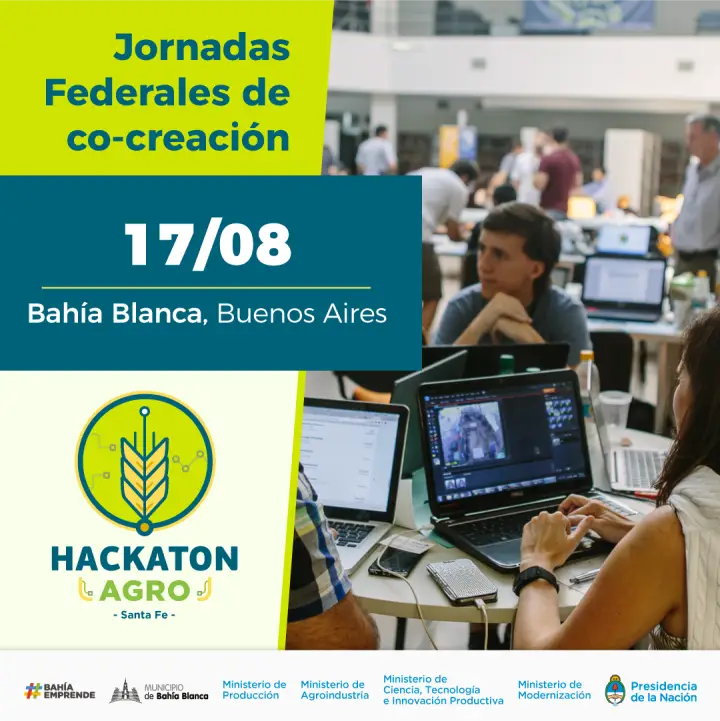 Jornadas
Federales de
co-creación
17/08
Bahía Blanca, Buenos Aires
HACKATON
AGRO
- Santa Fe -
#BAHÍA
EMPRENDE
MUNICIPIO
de Bahía Blanca
Ministerio de
Producción
Ministerio de
Agroindustria
Ministerio de
Ciencia, Tecnología
e Innovación Productiva
Ministerio de
Modernización
Presidencia
de la Nación